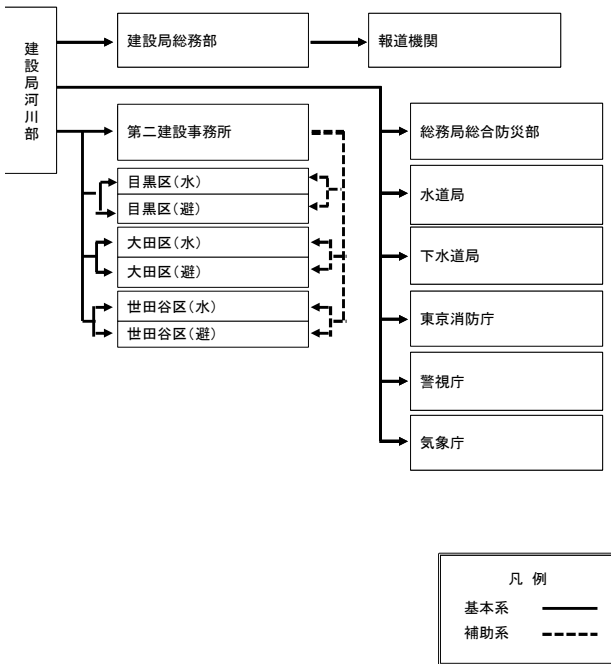 建設局河川部
建設局総務部
報道機関
第二建設事務所
目黒区（水）
目黒区（避）
大田区（水）
大田区（避）
世田谷区（水）
世田谷区（避）
総務局総合防災部
水道局
下水道局
東京消防庁
警視庁
気象庁
凡 例
基本系
補助系